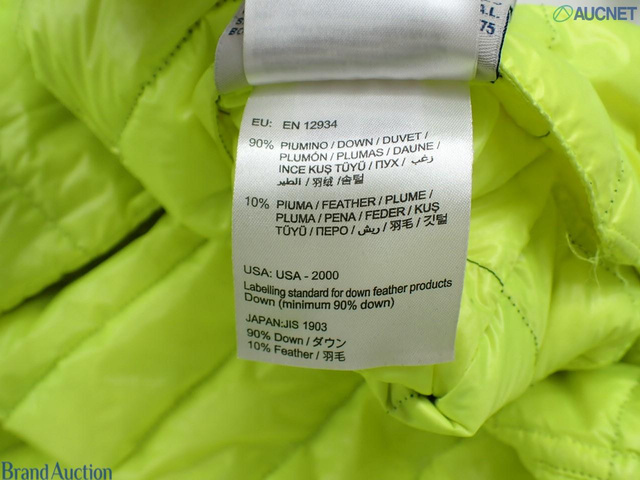 AUCNET
A.L.
75
EU: EN 12934
90% PIUMINO / DOWN / DUVET /
PLUMÓN / PLUMAS / DAUNE /
INCE KUŞ TÜYÜ / ПУХ / زغب
الطير / 羽绒 / 솜털
10% PIUMA / FEATHER / PLUME /
PLUMA / PENA / FEDER / KUŞ
TÜYÜ / ПЕРО / ریش / 羽毛 / 깃털
USA: USA - 2000
Labelling standard for down feather products
Down (minimum 90% down)
JAPAN:JIS 1903
90% Down / ダウン
10% Feather / 羽毛
Brand Auction